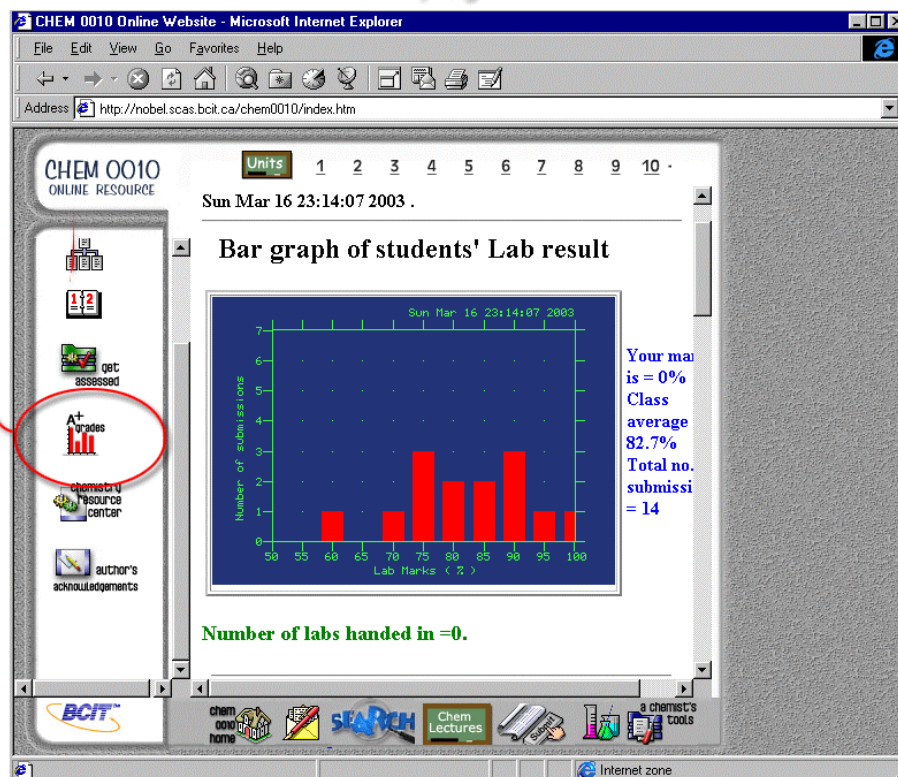 CHEM 0010 Online Website - Microsoft Internet Explorer
File Edit View Go Favorites Help
Address http://nobel.scas.bcit.ca/chem0010/index.htm
CHEM 0010
ONLINE RESOURCE
Units 1 2 3 4 5 6 7 8 9 10
Sun Mar 16 23:14:07 2003 .
Bar graph of students' Lab result
1 2
get
assessed
A+
grades
chemistry
resource
center
author's
acknowledgements
Sun Mar 16 23:14:07 2003
7
6
5
4
3
2
1
0
Number of submissions
50 55 60 65 70 75 80 85 90 95 100
Lab Marks ( % )
Your mar
is = 0%
Class
average
82.7%
Total no.
submissi
= 14
Number of labs handed in =0.
BCIT™
chem
0010
home
SEARCH
Chem
Lectures
Submit
a chemist's
tools
Internet zone